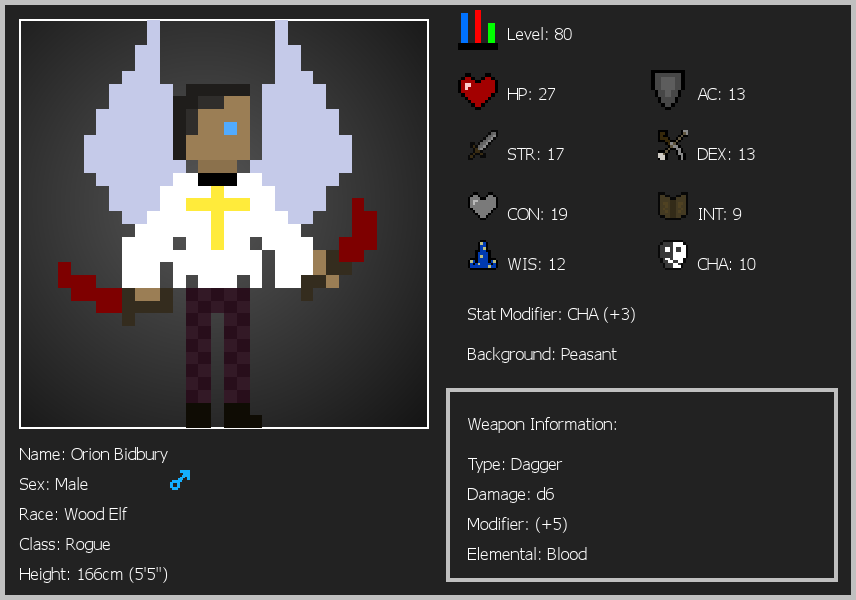 Level: 80
HP: 27
AC: 13
STR: 17
DEX: 13
CON: 19
INT: 9
WIS: 12
CHA: 10
Stat Modifier: CHA (+3)
Background: Peasant
Weapon Information:
Type: Dagger
Damage: d6
Modifier: (+5)
Elemental: Blood
Name: Orion Bidbury
Sex: Male
Race: Wood Elf
Class: Rogue
Height: 166cm (5'5")